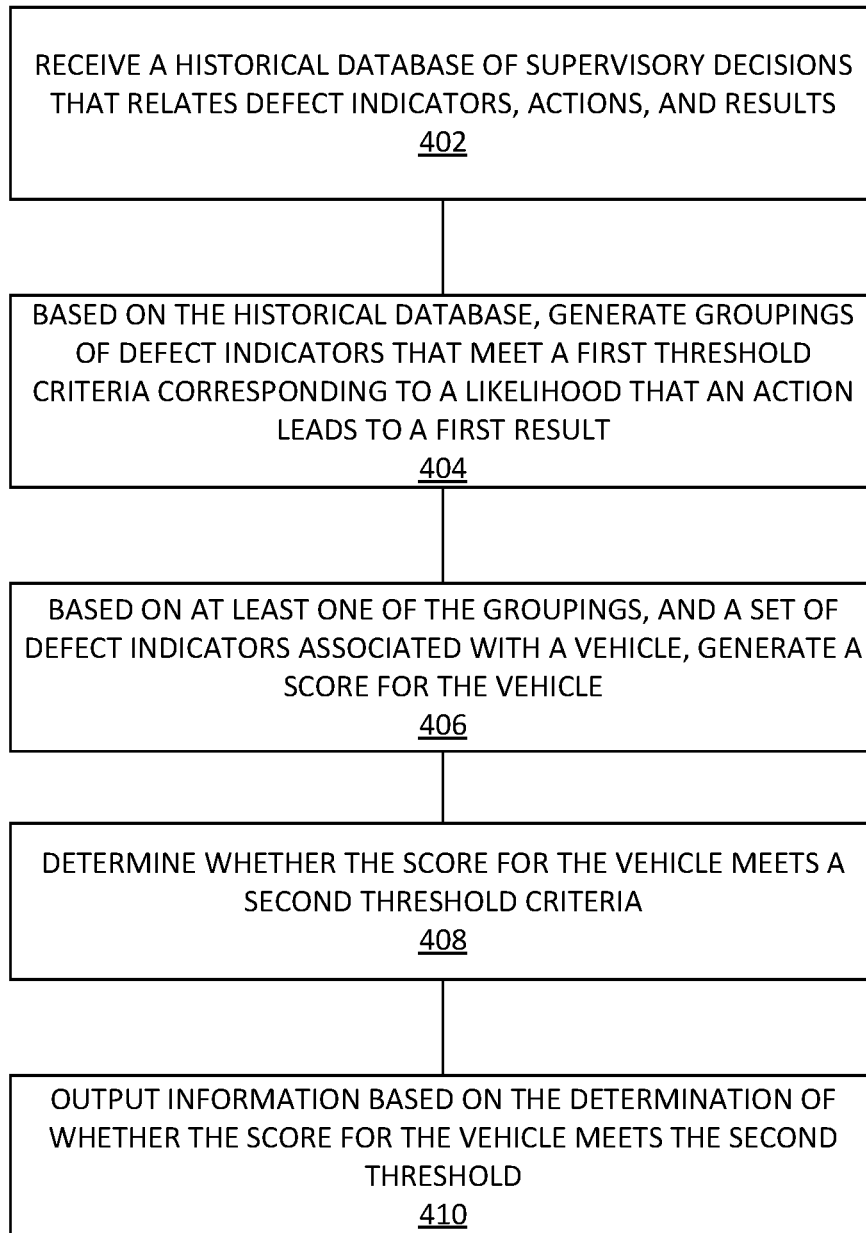 RECEIVE A HISTORICAL DATABASE OF SUPERVISORY DECISIONS
THAT RELATES DEFECT INDICATORS, ACTIONS, AND RESULTS
402
BASED ON THE HISTORICAL DATABASE, GENERATE GROUPINGS
OF DEFECT INDICATORS THAT MEET A FIRST THRESHOLD
CRITERIA CORRESPONDING TO A LIKELIHOOD THAT AN ACTION
LEADS TO A FIRST RESULT
404
BASED ON AT LEAST ONE OF THE GROUPINGS, AND A SET OF
DEFECT INDICATORS ASSOCIATED WITH A VEHICLE, GENERATE A
SCORE FOR THE VEHICLE
406
DETERMINE WHETHER THE SCORE FOR THE VEHICLE MEETS A
SECOND THRESHOLD CRITERIA
408
OUTPUT INFORMATION BASED ON THE DETERMINATION OF
WHETHER THE SCORE FOR THE VEHICLE MEETS THE SECOND
THRESHOLD
410